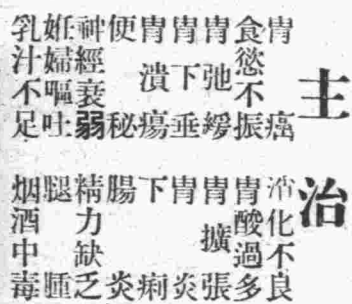 主治
胃癌
食慾不振
胃弛緩
胃下垂
胃潰瘍
便秘
神經衰弱
姙婦嘔吐
乳汁不足
消化不良
胃酸過多
胃擴張
胃炎
下痢
腸炎
精力缺乏
腿腫
烟酒中毒